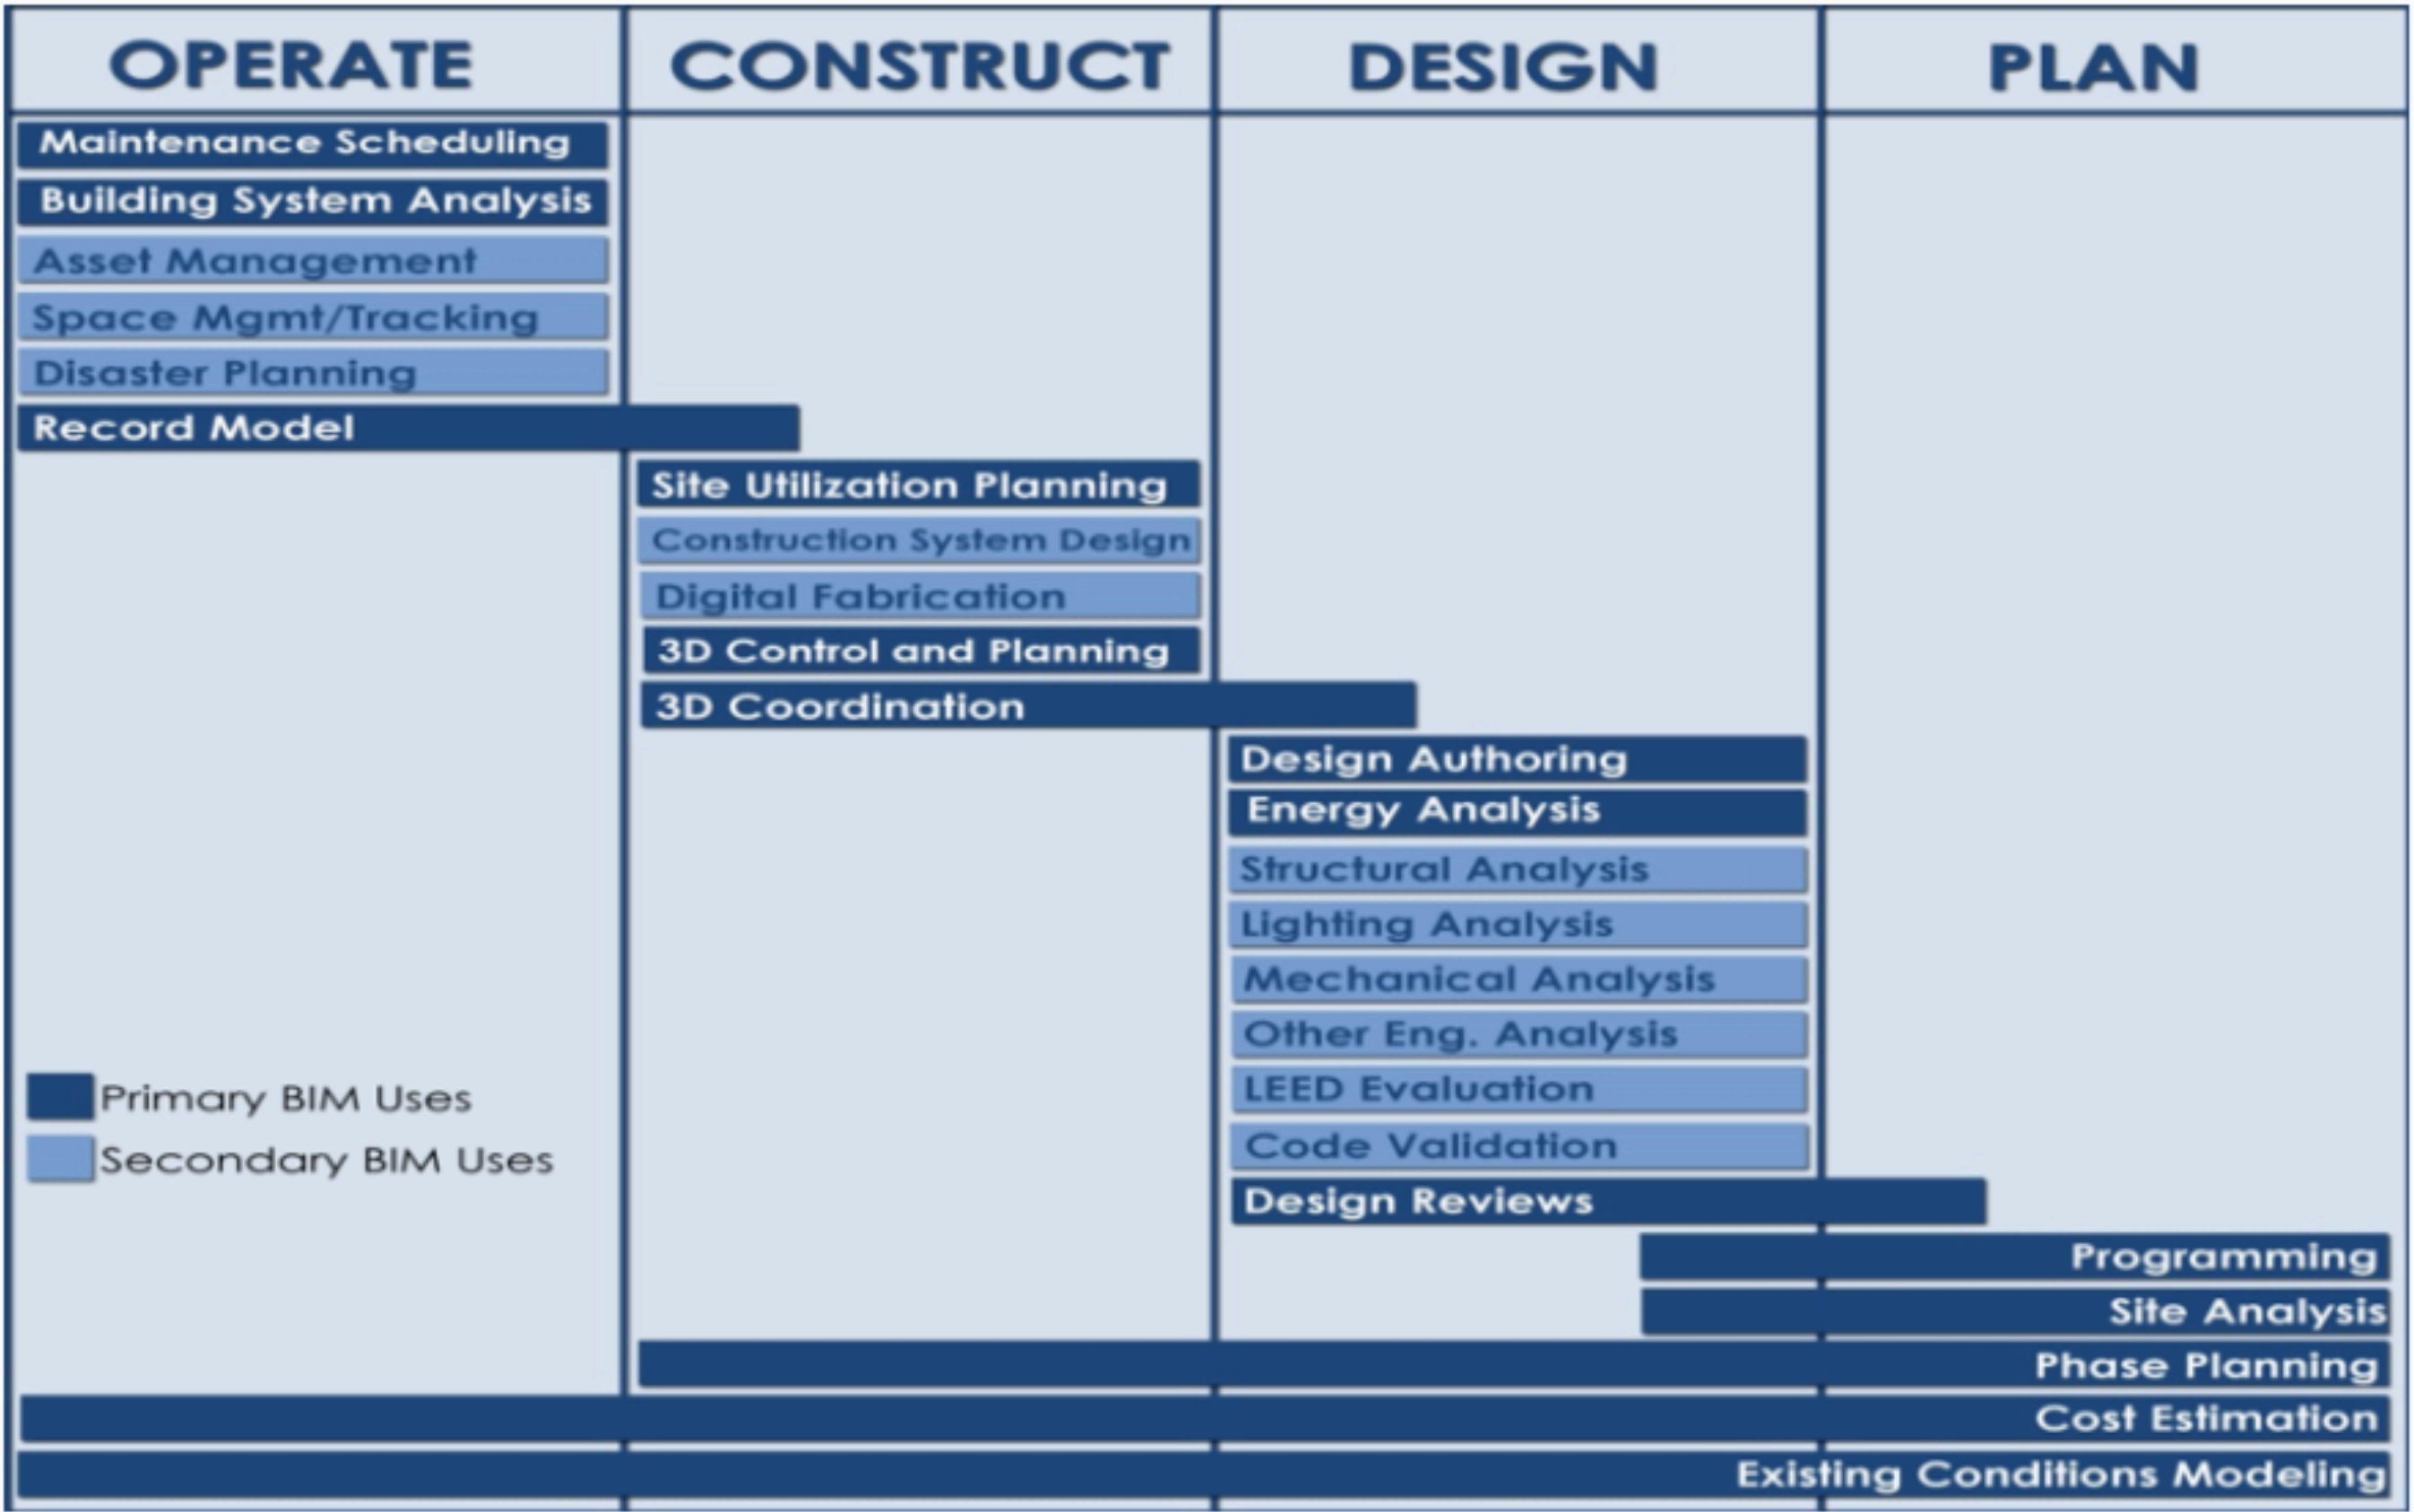 OPERATE CONSTRUCT DESIGN PLAN
Maintenance Scheduling
Building System Analysis
Asset Management
Space Mgmt/Tracking
Disaster Planning
Record Model
Site Utilization Planning
Construction System Design
Digital Fabrication
3D Control and Planning
3D Coordination
Design Authoring
Energy Analysis
Structural Analysis
Lighting Analysis
Mechanical Analysis
Other Eng. Analysis
LEED Evaluation
Code Validation
Design Reviews
Programming
Site Analysis
Phase Planning
Cost Estimation
Existing Conditions Modeling
Primary BIM Uses
Secondary BIM Uses